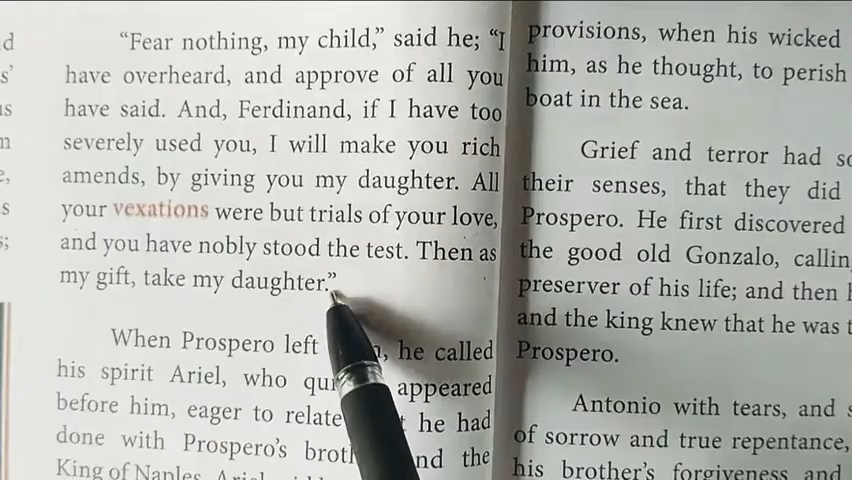 d
s'
us
m
e,
s
s;
"Fear nothing, my child," said he; "I
have overheard, and approve of all you
have said. And, Ferdinand, if I have too
severely used you, I will make you rich
amends, by giving you my daughter. All
your vexations were but trials of your love,
and you have nobly stood the test. Then as
my gift, take my daughter."
When Prospero left he called
his spirit Ariel, who appeared
before him, eager to relate he had
done with Prospero's and the
King of Naples. Ariel
provisions, when his wicked
him, as he thought, to perish
boat in the sea.
Grief and terror had
their senses, that they did
Prospero. He first discovered
the good old Gonzalo,
preserver of his life; and then
and the king knew that he was
Prospero.
Antonio with tears, and
of sorrow and true repentance,
his brother's forgiveness and